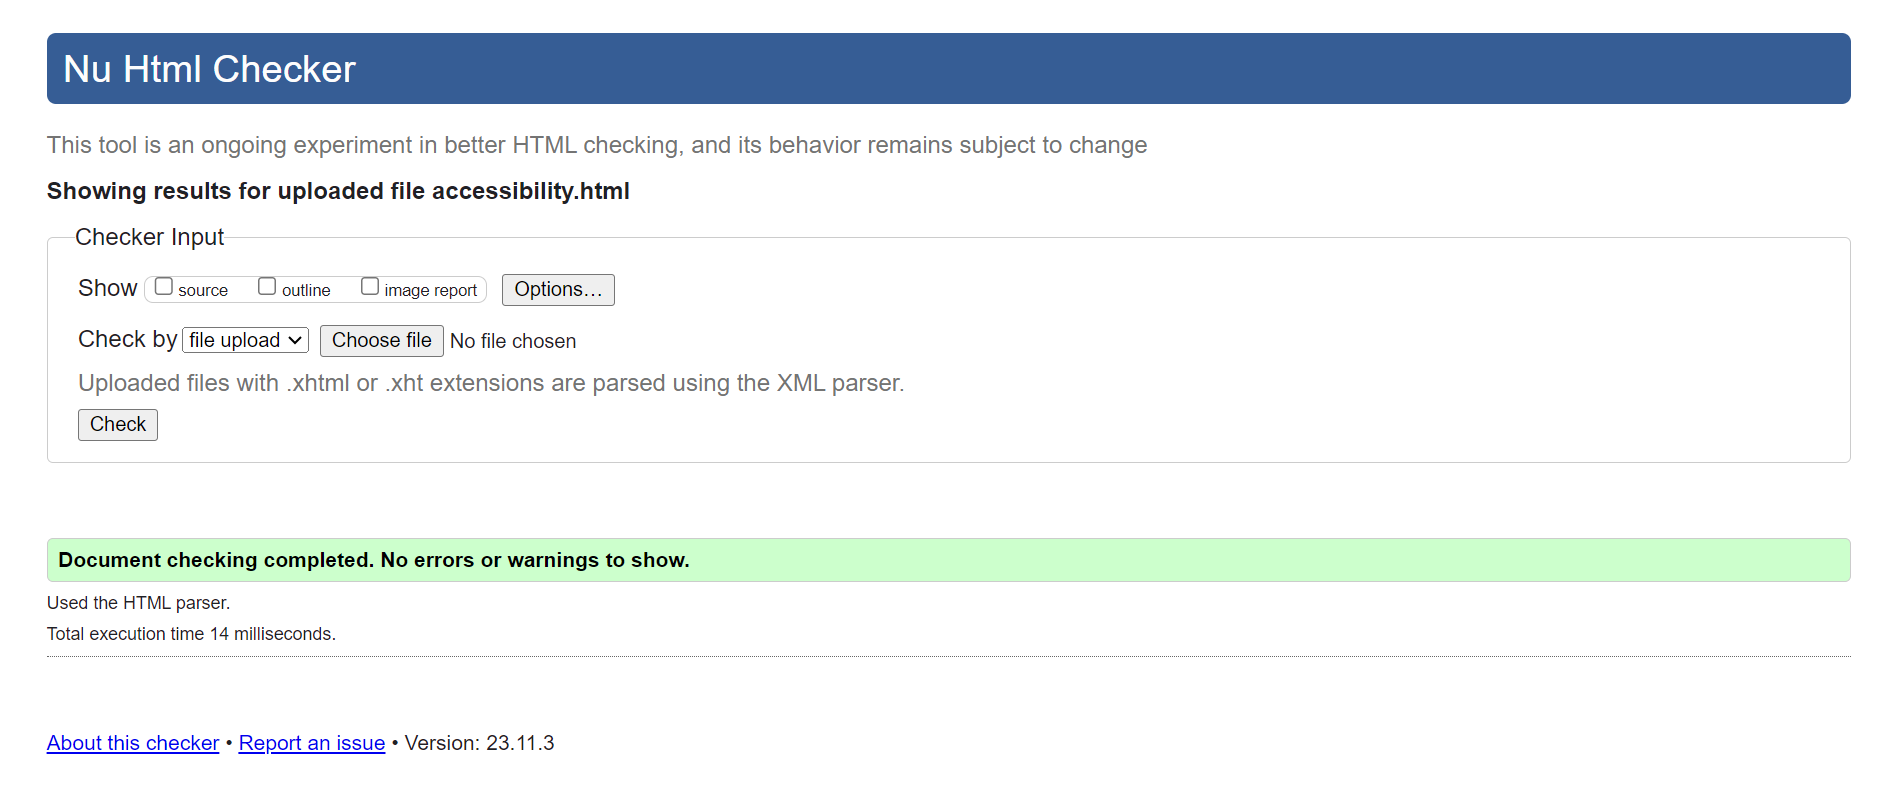 Nu Html Checker
This tool is an ongoing experiment in better HTML checking, and its behavior remains subject to change
Showing results for uploaded file accessibility.html
Checker Input
Show source outline image report Options…
Check by file upload Choose file No file chosen
Uploaded files with .xhtml or .xht extensions are parsed using the XML parser.
Check
Document checking completed. No errors or warnings to show.
Used the HTML parser.
Total execution time 14 milliseconds.
About this checker • Report an issue • Version: 23.11.3